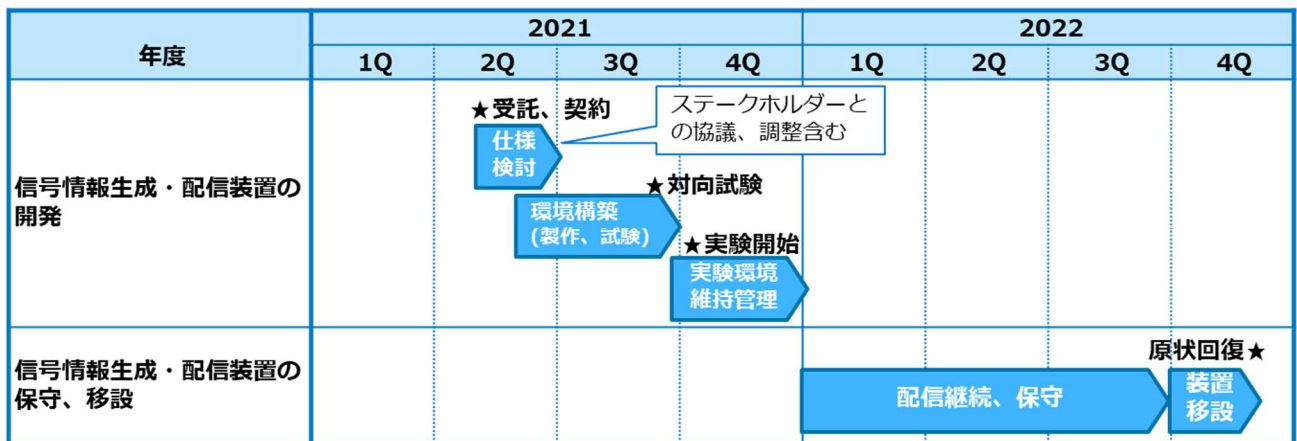 年度
2021
2022
1Q
2Q
3Q
4Q
1Q
2Q
3Q
4Q
信号情報生成・配信装置の
開発
★受託、契約
ステークホルダーと
の協議、調整含む
仕様
検討
★対向試験
環境構築
(製作、試験)
★実験開始
実験環境
維持管理
信号情報生成・配信装置の
保守、移設
原状回復★
配信継続、保守
装置
移設